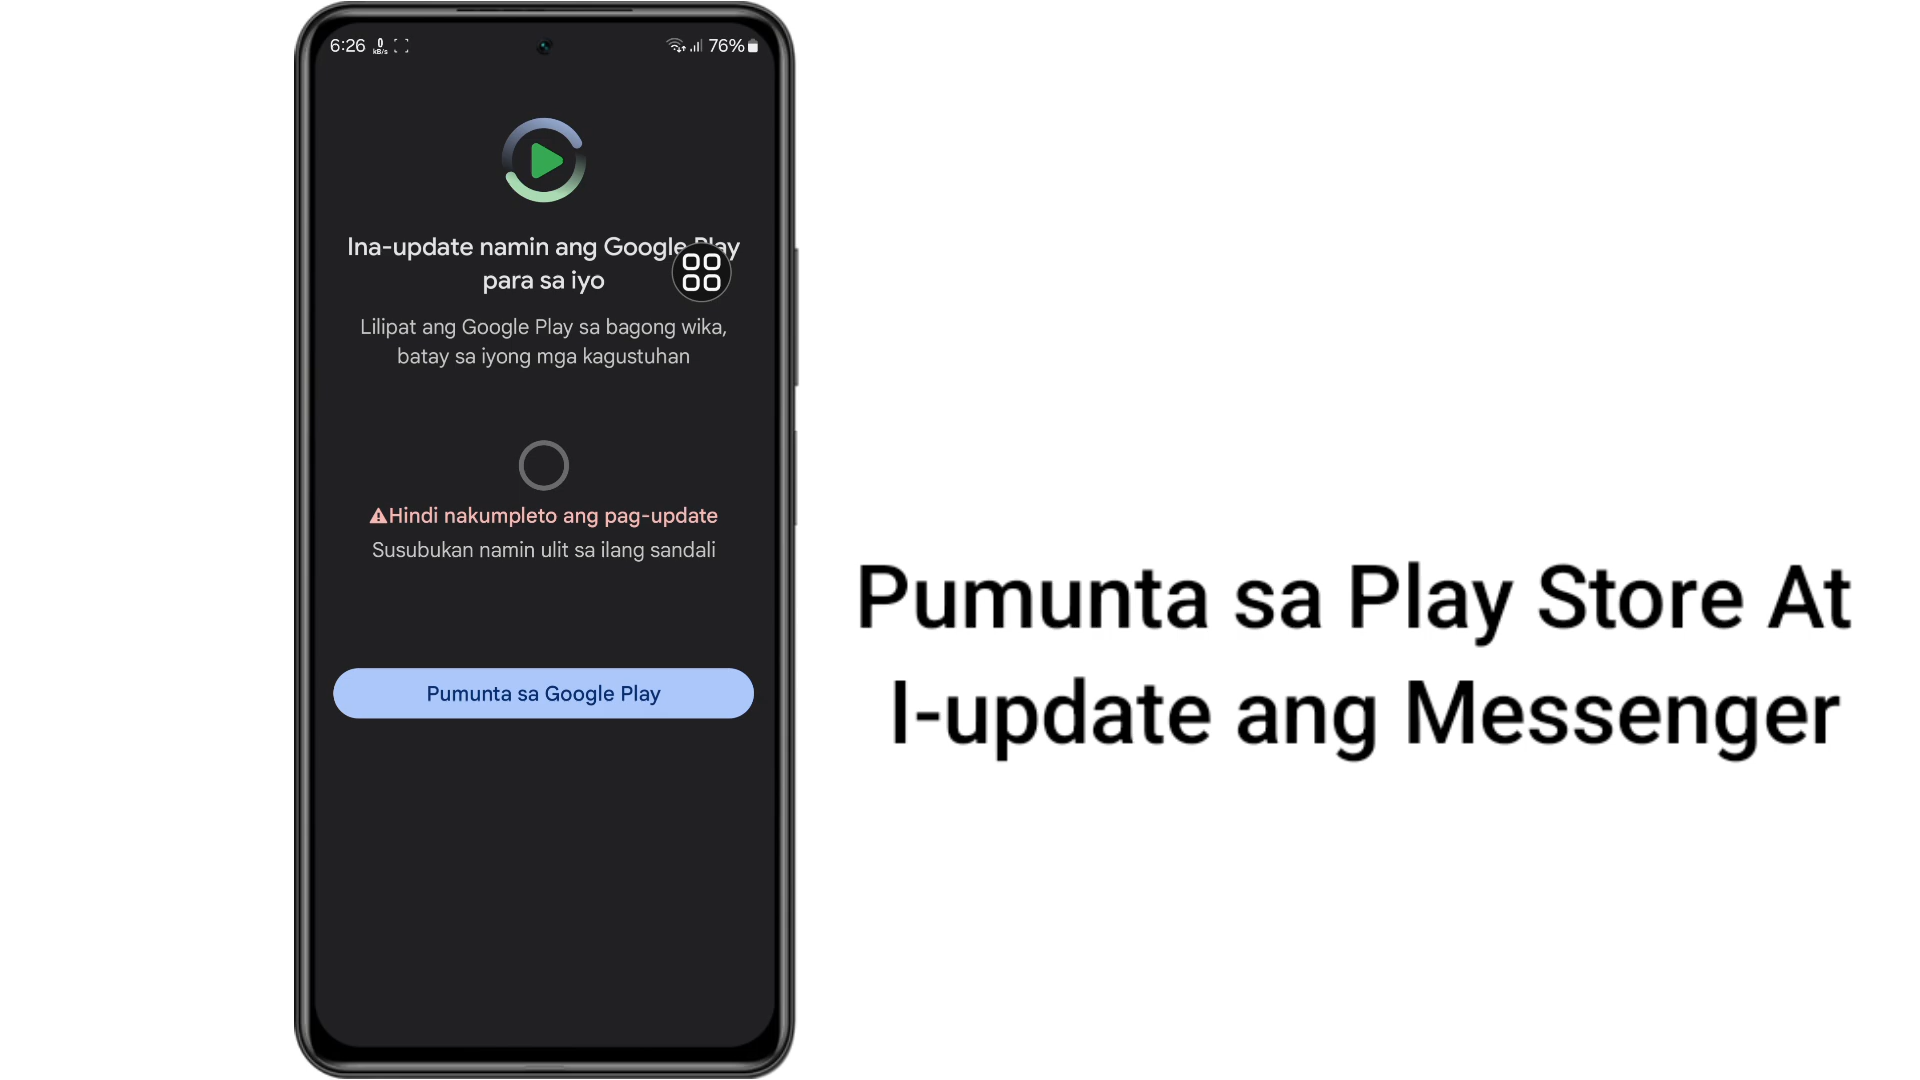 6:26 0 kB/s 76%
Ina-update namin ang Google Play
para sa iyo
Lilipat ang Google Play sa bagong wika,
batay sa iyong mga kagustuhan
Hindi nakumpleto ang pag-update
Susubukan namin ulit sa ilang sandali
Pumunta sa Google Play
Pumunta sa Play Store At
I-update ang Messenger